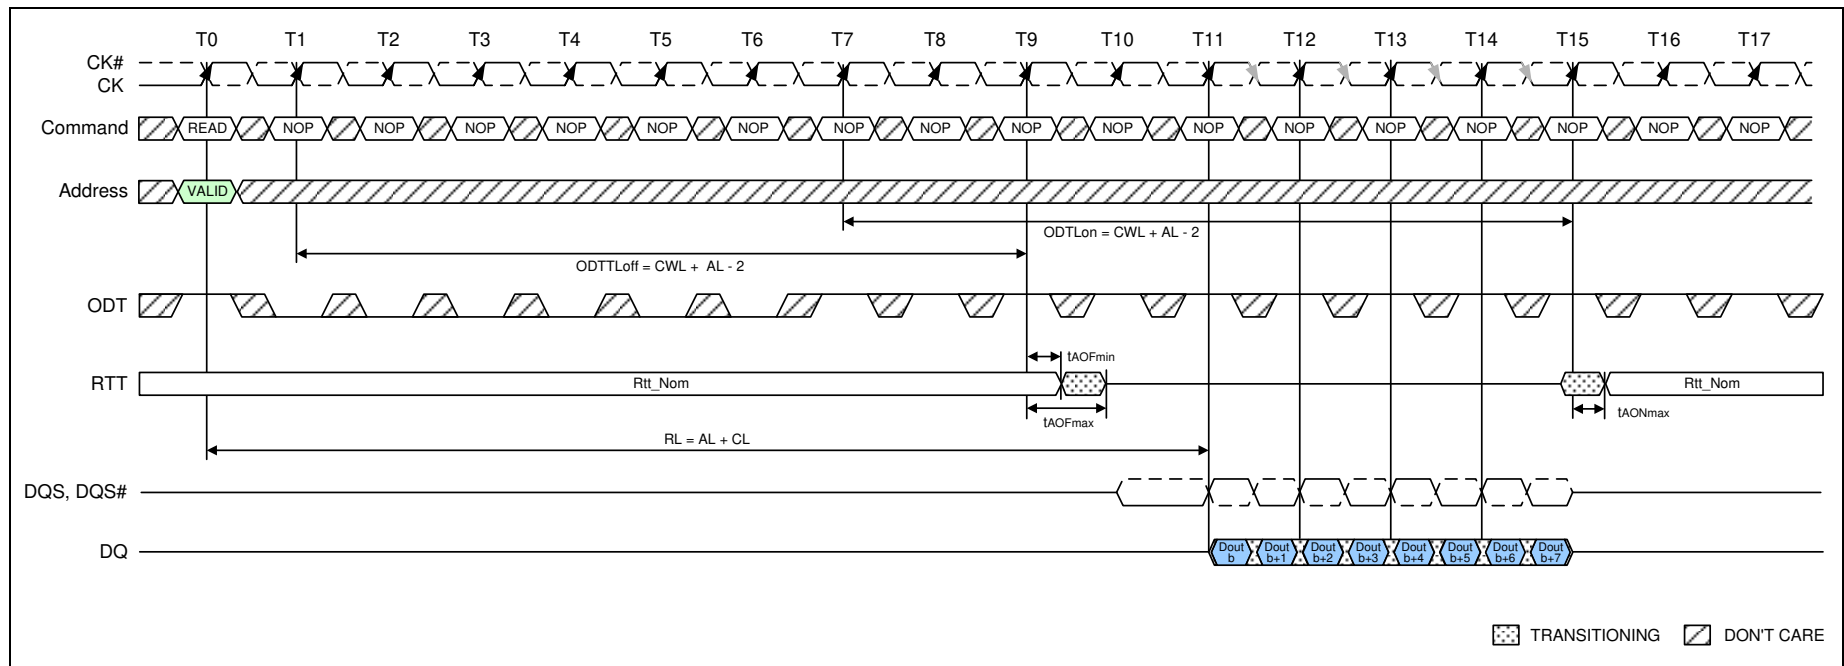 T0 T1 T2 T3 T4 T5 T6 T7 T8 T9 T10 T11 T12 T13 T14 T15 T16 T17
CK#
CK
Command READ NOP NOP NOP NOP NOP NOP NOP NOP NOP NOP NOP NOP NOP NOP NOP NOP NOP
Address VALID
ODTLon = CWL + AL - 2
ODTTLoff = CWL + AL - 2
ODT
tAOFmin
RTT Rtt_Nom Rtt_Nom
tAOFmax tAONmax
RL = AL + CL
DQS, DQS#
DQ Dout b Dout b+1 Dout b+2 Dout b+3 Dout b+4 Dout b+5 Dout b+6 Dout b+7
TRANSITIONING DON'T CARE